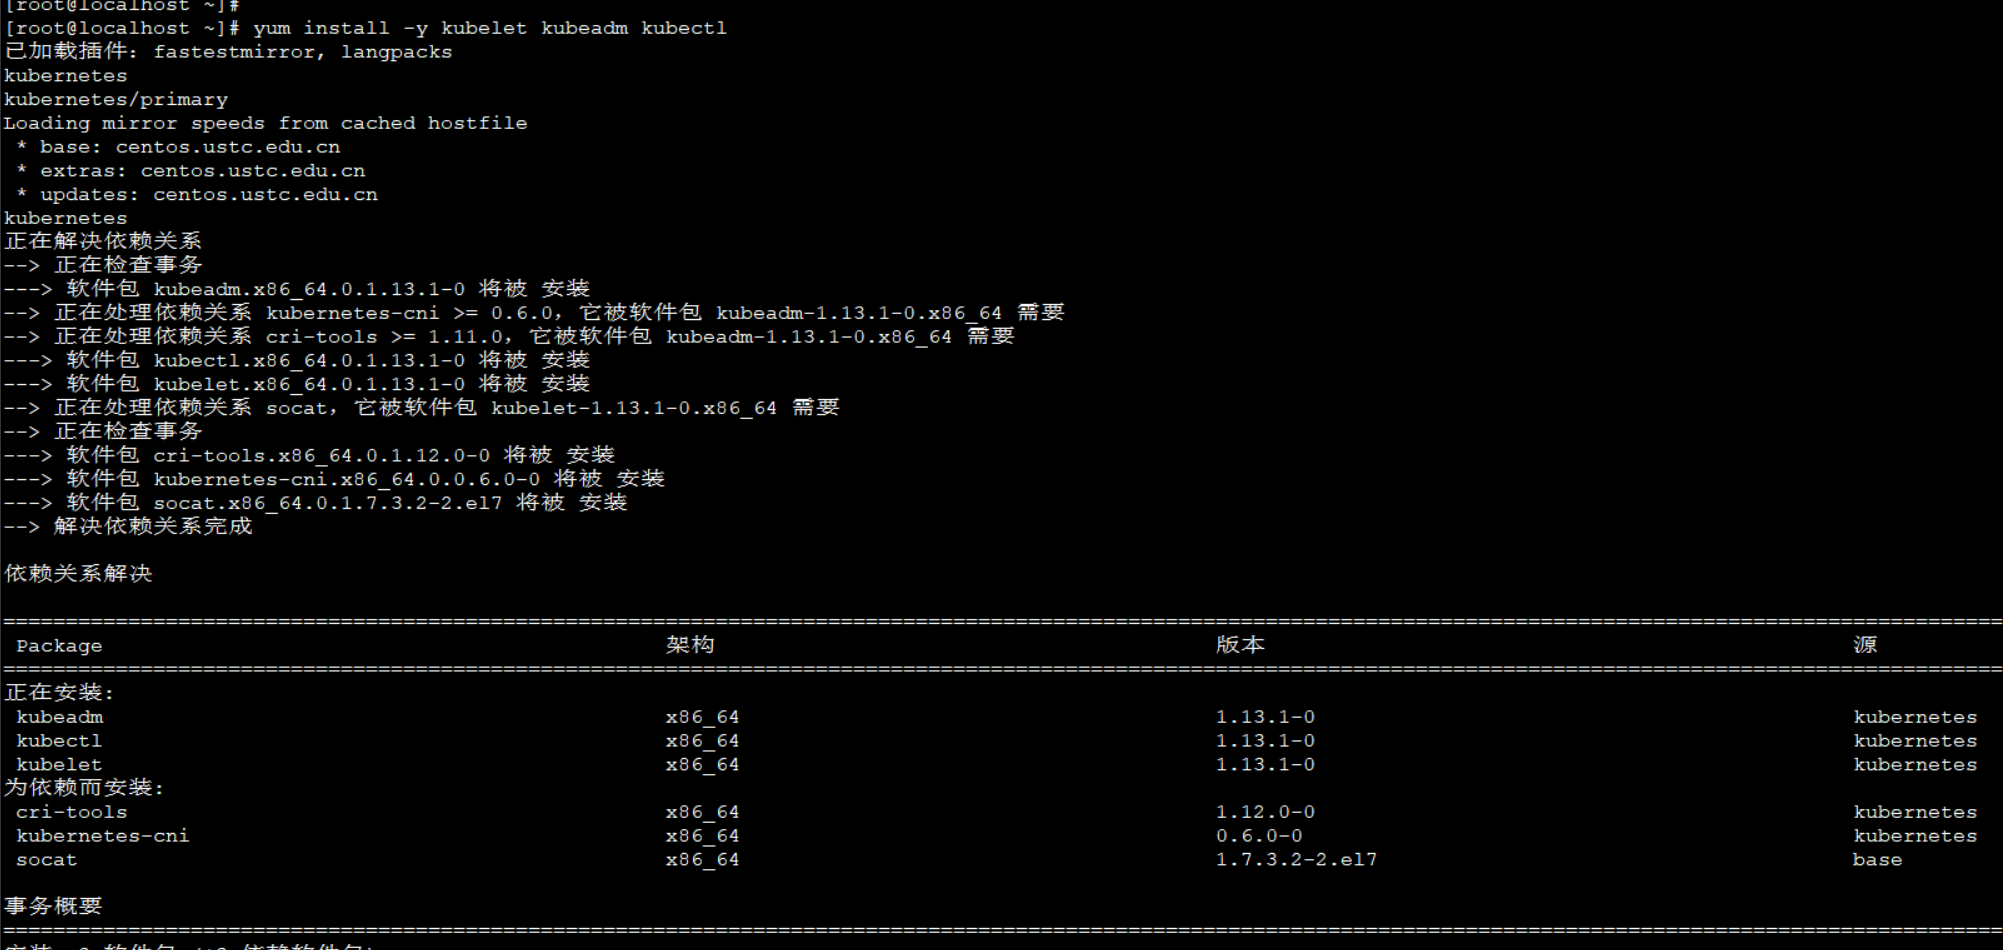 [root@localhost ~]#
[root@localhost ~]# yum install -y kubelet kubeadm kubectl
已加载插件：fastestmirror, langpacks
kubernetes
kubernetes/primary
Loading mirror speeds from cached hostfile
 * base: centos.ustc.edu.cn
 * extras: centos.ustc.edu.cn
 * updates: centos.ustc.edu.cn
kubernetes
正在解决依赖关系
--> 正在检查事务
---> 软件包 kubeadm.x86_64.0.1.13.1-0 将被 安装
--> 正在处理依赖关系 kubernetes-cni >= 0.6.0，它被软件包 kubeadm-1.13.1-0.x86_64 需要
--> 正在处理依赖关系 cri-tools >= 1.11.0，它被软件包 kubeadm-1.13.1-0.x86_64 需要
---> 软件包 kubectl.x86_64.0.1.13.1-0 将被 安装
---> 软件包 kubelet.x86_64.0.1.13.1-0 将被 安装
--> 正在处理依赖关系 socat，它被软件包 kubelet-1.13.1-0.x86_64 需要
--> 正在检查事务
---> 软件包 cri-tools.x86_64.0.1.12.0-0 将被 安装
---> 软件包 kubernetes-cni.x86_64.0.0.6.0-0 将被 安装
---> 软件包 socat.x86_64.0.1.7.3.2-2.el7 将被 安装
--> 解决依赖关系完成
依赖关系解决
Package 架构 版本 源
正在安装:
kubeadm x86_64 1.13.1-0 kubernetes
kubectl x86_64 1.13.1-0 kubernetes
kubelet x86_64 1.13.1-0 kubernetes
为依赖而安装:
cri-tools x86_64 1.12.0-0 kubernetes
kubernetes-cni x86_64 0.6.0-0 kubernetes
socat x86_64 1.7.3.2-2.el7 base
事务概要